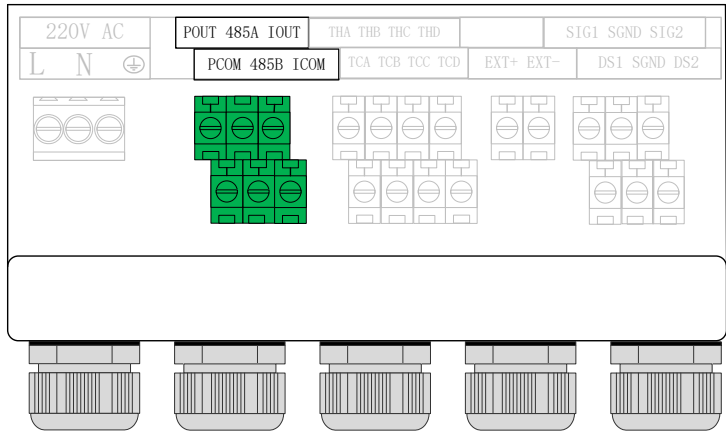 220V AC POUT 485A IOUT THA THB THC THD SIG1 SGND SIG2
L N PCOM 485B ICOM TCA TCB TCC TCD EXT+ EXT- DS1 SGND DS2